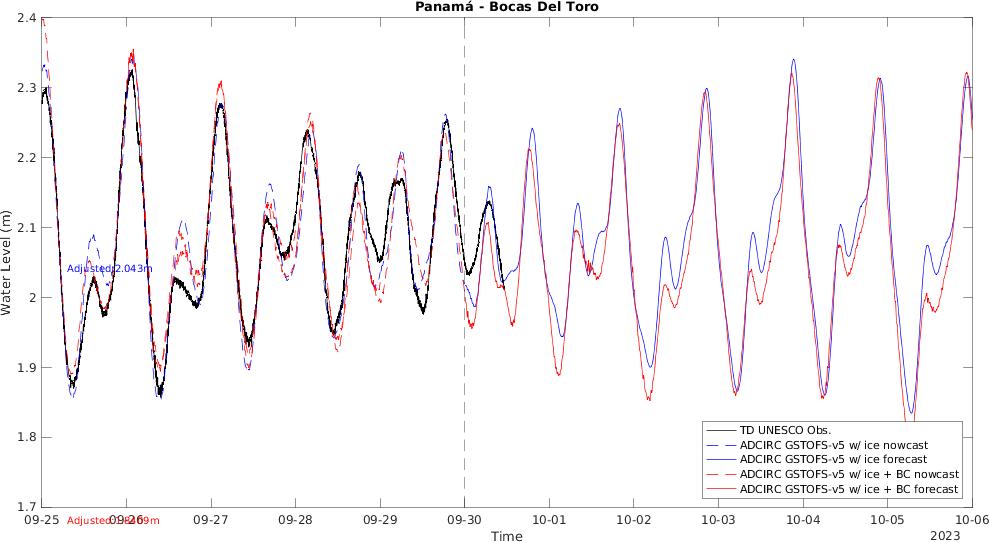 Panamá - Bocas Del Toro
2.4
2.3
2.2
2.1
2
1.9
1.8
1.7
Water Level (m)
Adjusted:2.043m
TD UNESCO Obs.
ADCIRC GSTOFS-v5 w/ ice nowcast
ADCIRC GSTOFS-v5 w/ ice forecast
ADCIRC GSTOFS-v5 w/ ice + BC nowcast
ADCIRC GSTOFS-v5 w/ ice + BC forecast
09-25 09-26 09-27 09-28 09-29 09-30 10-01 10-02 10-03 10-04 10-05 10-06
Time
2023